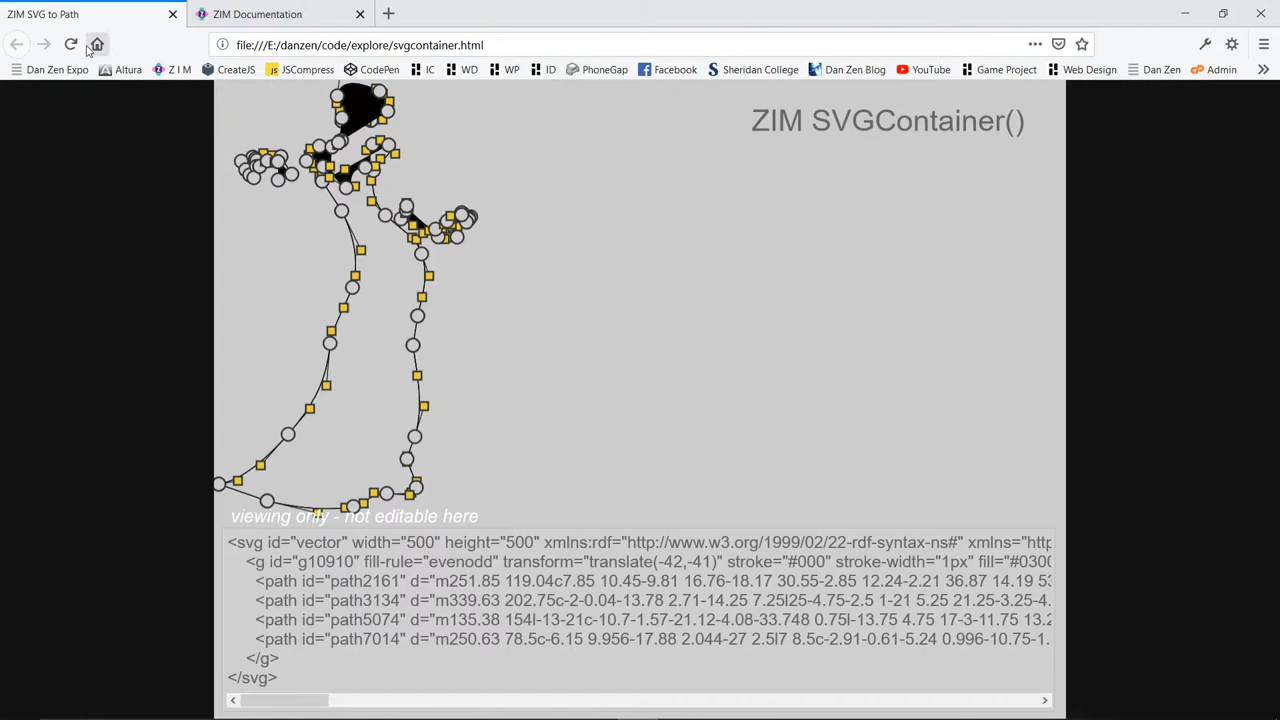 ZIM SVG to Path
ZIM Documentation
file:///E:/danzen/code/explore/svgcontainer.html
Dan Zen Expo
Altura
Z I M
CreateJS
JSCompress
CodePen
IC
WD
WP
ID
PhoneGap
Facebook
Sheridan College
Dan Zen Blog
YouTube
Game Project
Web Design
Dan Zen
Admin
ZIM SVGContainer()
viewing only - not editable here
<svg id="vector" width="500" height="500" xmlns:rdf="http://www.w3.org/1999/02/22-rdf-syntax-ns#" xmlns="http
<g id="g10910" fill-rule="evenodd" transform="translate(-42,-41)" stroke="#000" stroke-width="1px" fill="#0300
<path id="path2161" d="m251.85 119.04c7.85 10.45-9.81 16.76-18.17 30.55-2.85 12.24-2.21 36.87 14.19 53
<path id="path3134" d="m339.63 202.75c-2-0.04-13.78 2.71-14.25 7.25l25-4.75-2.5 1-21 5.25 21.25-3.25-4.
<path id="path5074" d="m135.38 154l-13-21c-10.7-1.57-21.12-4.08-33.748 0.75l-13.75 4.75 17-3-11.75 13.2
<path id="path7014" d="m250.63 78.5c-6.15 9.956-17.88 2.044-27 2.5l7 8.5c-2.91-0.61-5.24 0.996-10.75-1.
</g>
</svg>